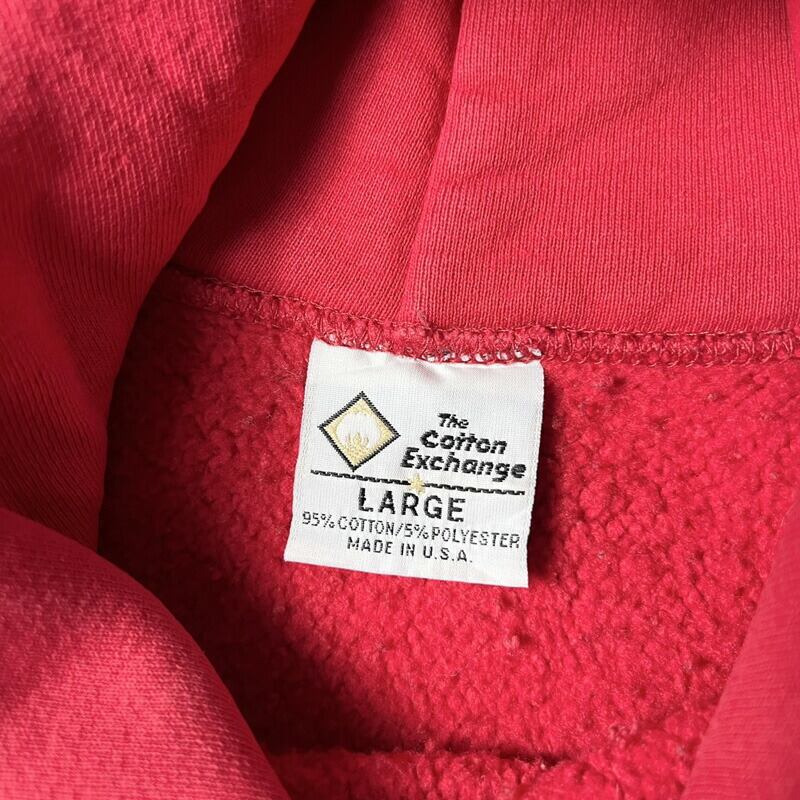 The
Cotton
Exchange
LARGE
95% COTTON/5% POLYESTER
MADE IN U.S.A.